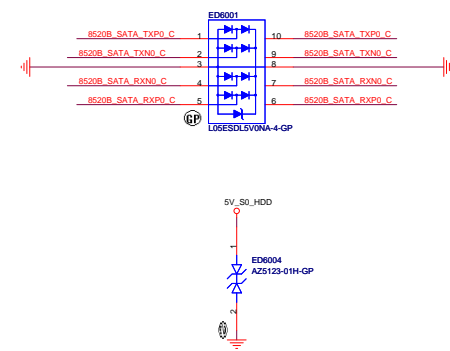 ED6001
8520B_SATA_TXP0_C 1 10 8520B_SATA_TXP0_C
8520B_SATA_TXN0_C 2 9 8520B_SATA_TXN0_C
3 8
8520B_SATA_RXN0_C 4 7 8520B_SATA_RXN0_C
8520B_SATA_RXP0_C 5 6 8520B_SATA_RXP0_C
GP
L05ESDL5V0NA-4-GP
5V_S0_HDD
1
ED6004
AZ5123-01H-GP
2